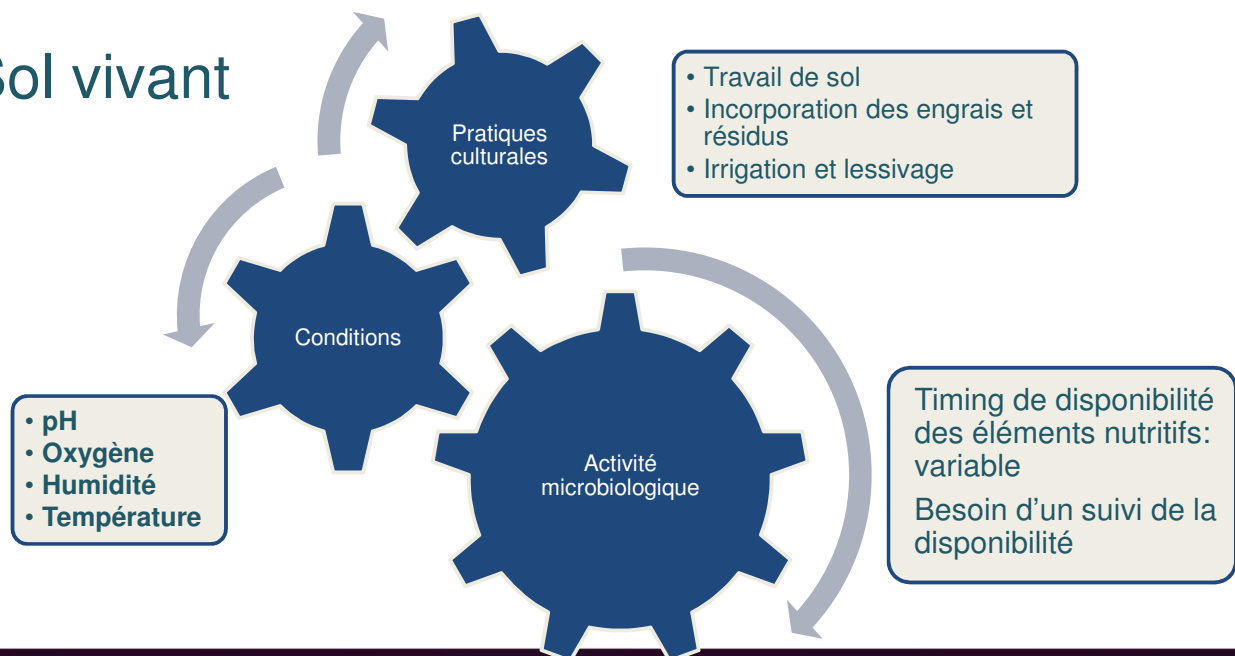 Sol vivant
Pratiques
culturales
• Travail de sol
• Incorporation des engrais et
résidus
• Irrigation et lessivage
Conditions
• pH
• Oxygène
• Humidité
• Température
Activité
microbiologique
Timing de disponibilité
des éléments nutritifs:
variable
Besoin d’un suivi de la
disponibilité